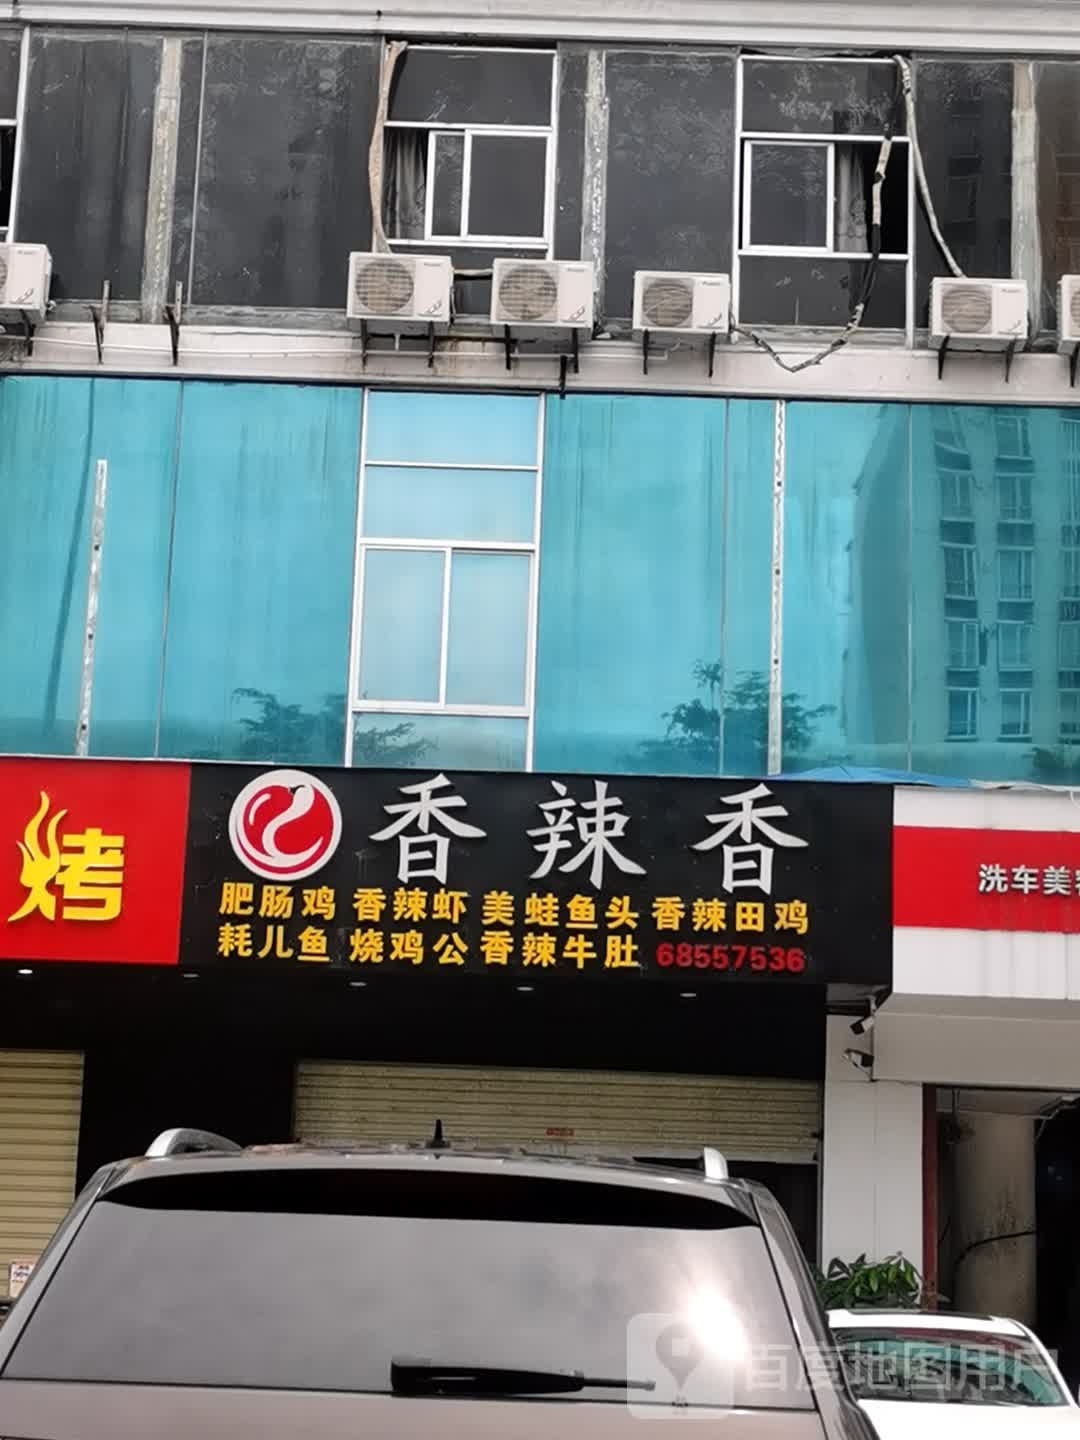 烤
香辣香
肥肠鸡 香辣虾 美蛙鱼头 香辣田鸡
耗儿鱼 烧鸡公 香辣牛肚 68557536
洗车美
百度地图用户